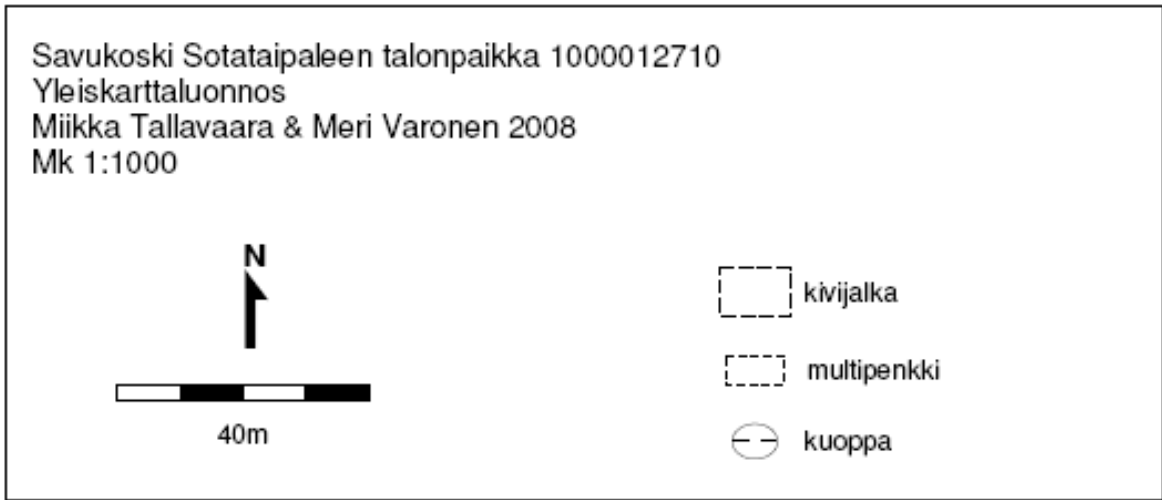 Savukoski Sotataipaleen talonpaikka 1000012710
Yleiskarttaluonnos
Miikka Tallavaara & Meri Varonen 2008
Mk 1:1000
N
40m
kivijalka
multipenkki
kuoppa